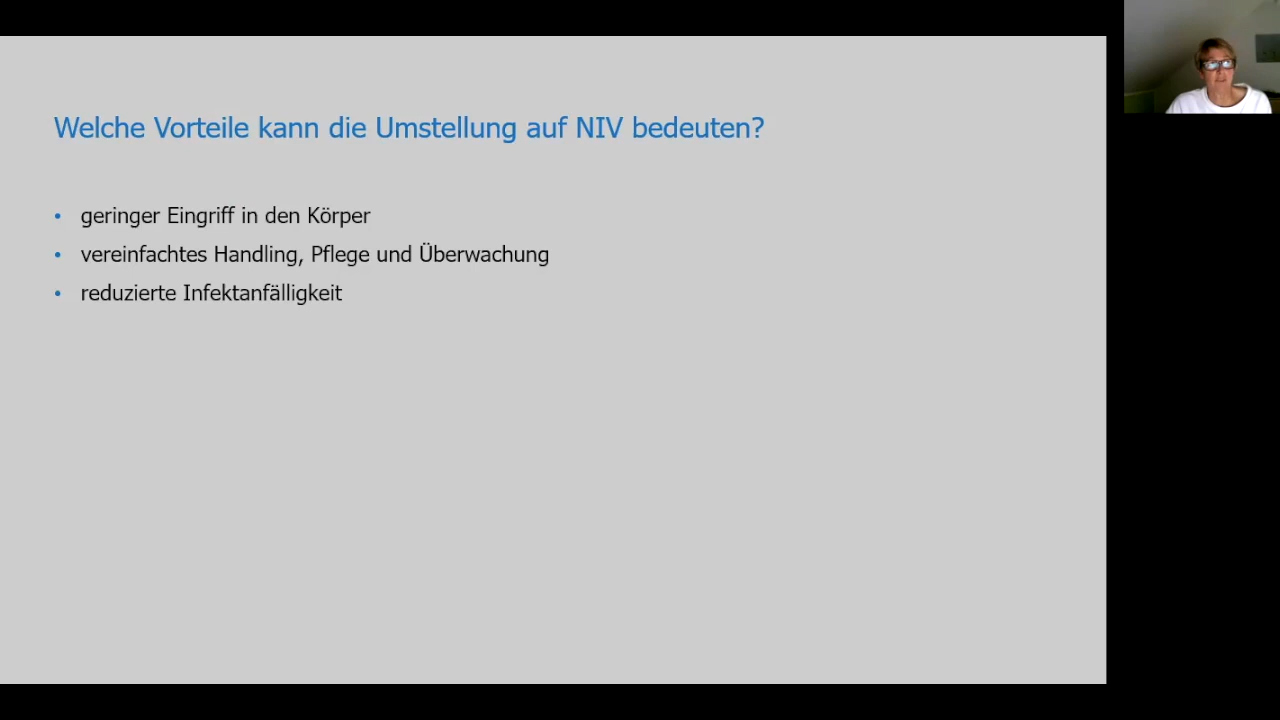 Welche Vorteile kann die Umstellung auf NIV bedeuten?
• geringer Eingriff in den Körper
• vereinfachtes Handling, Pflege und Überwachung
• reduzierte Infektanfälligkeit